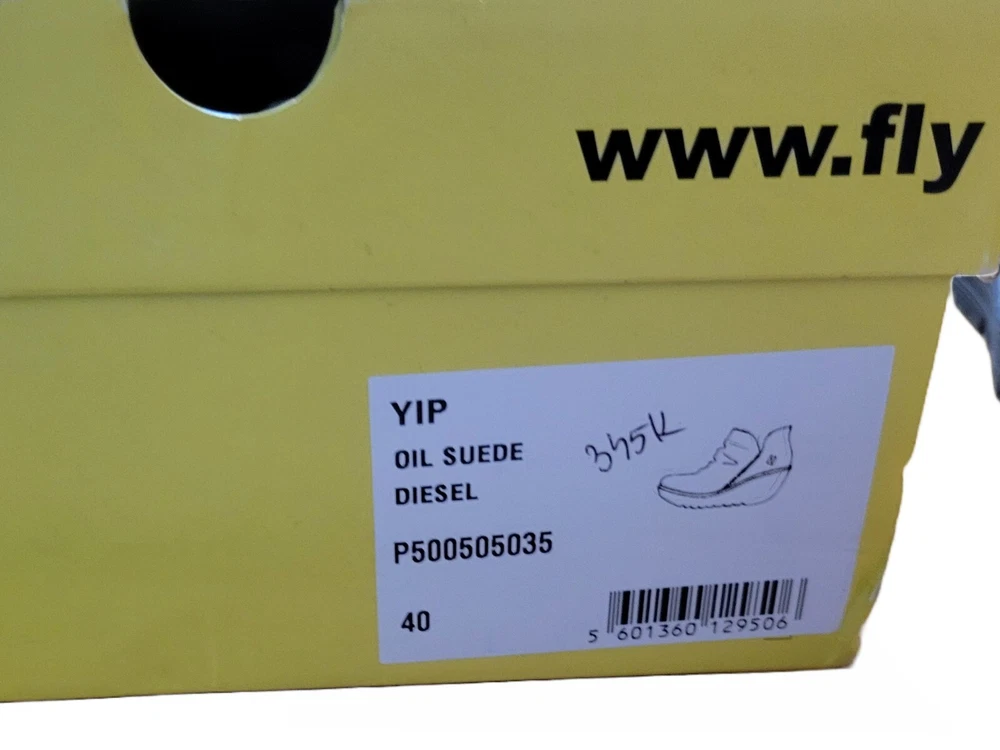 www.fly
YIP
OIL SUEDE
DIESEL
345K
P500505035
40
5 601360 129506